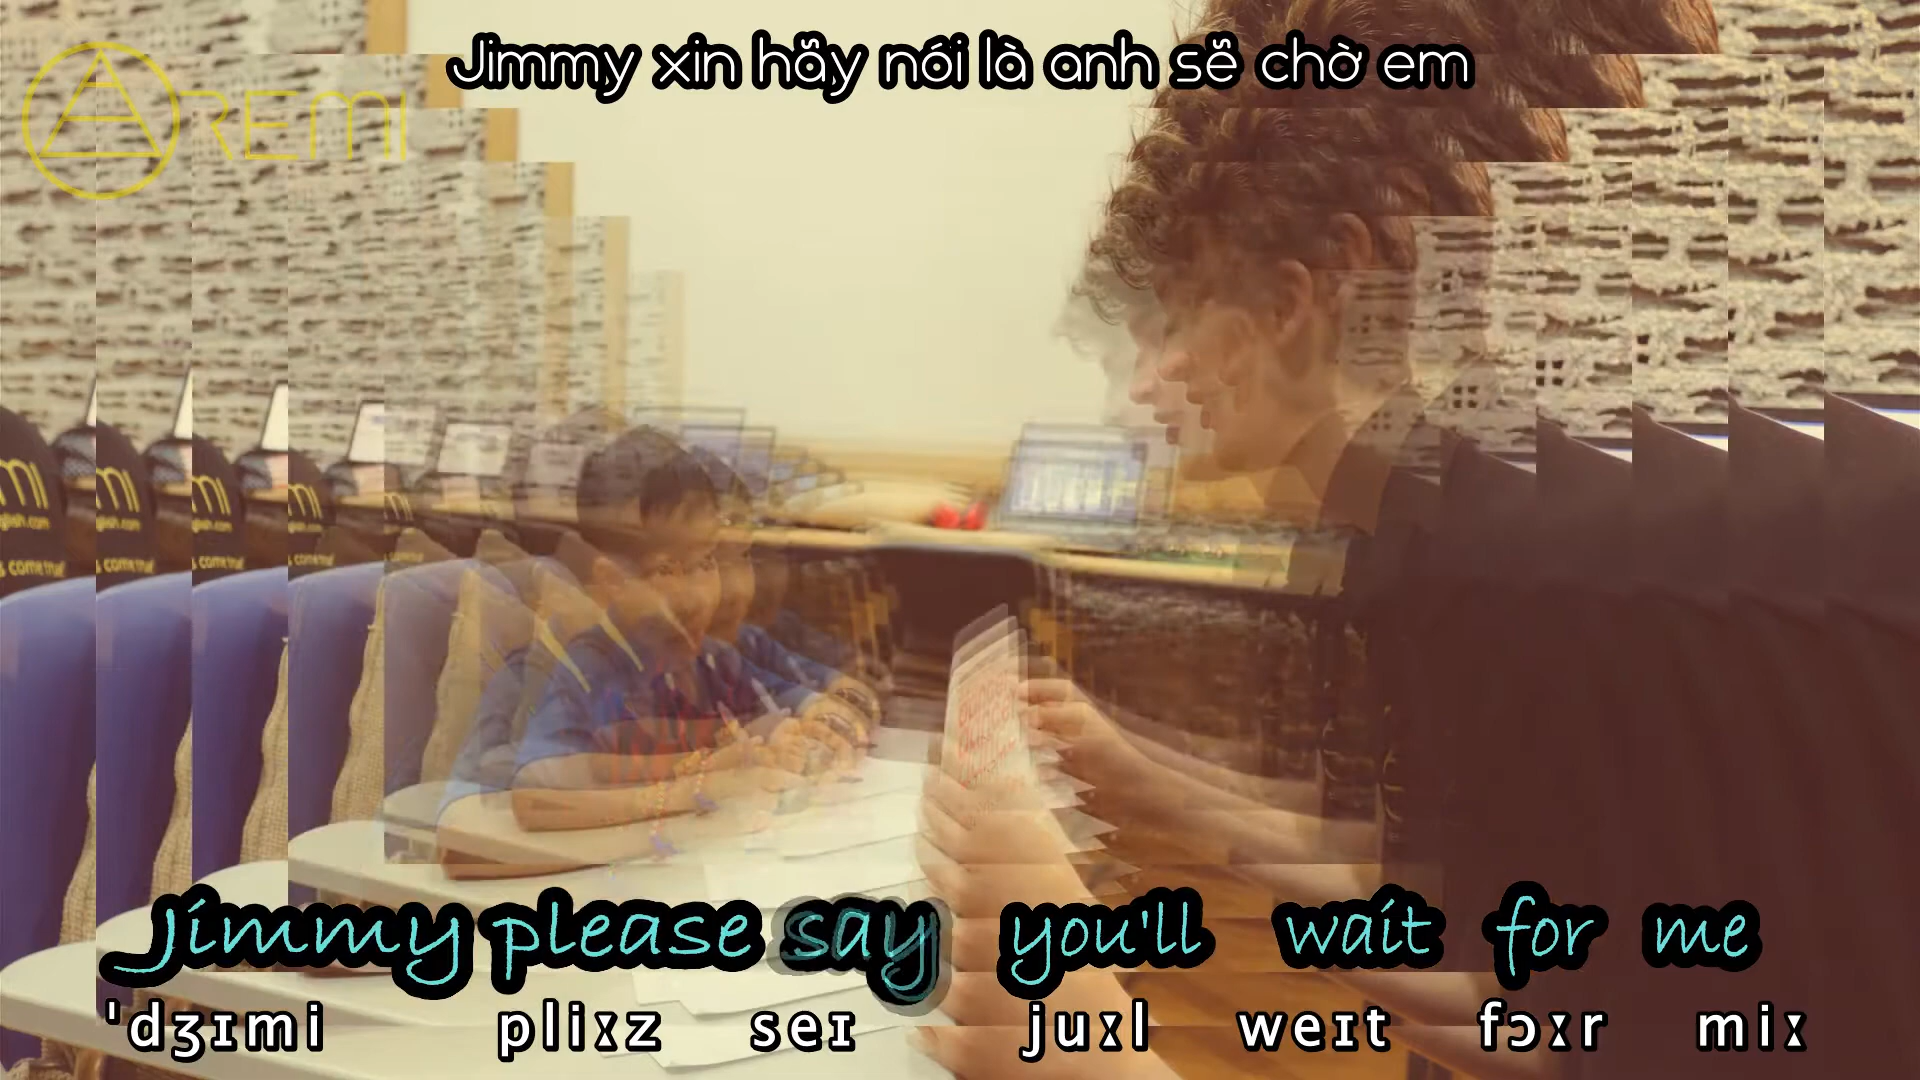 Jimmy xin hãy nói là anh sẽ chờ em
AREMI
Jimmy please say you'll wait for me
ˈdʒɪmi pliːz seɪ juːl weɪt fɔːr miː